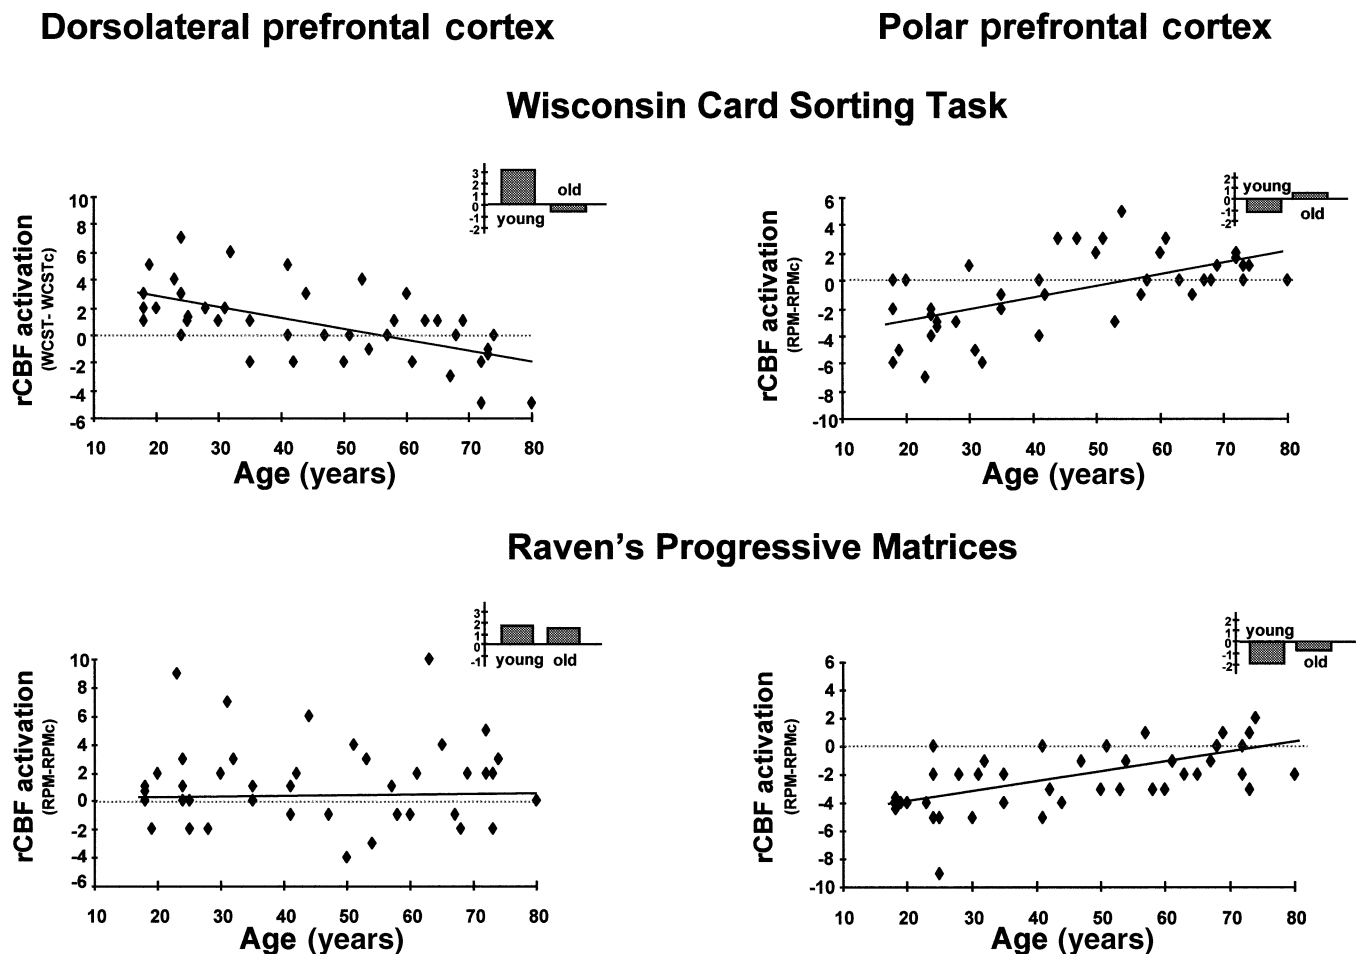 Dorsolateral prefrontal cortex
Polar prefrontal cortex
Wisconsin Card Sorting Task
rCBF activation
(WCST- WCSTc)
10
8
6
4
2
0
-2
-4
-6
10 20 30 40 50 60 70 80
Age (years)
3
2
1
0
-1
-2
old
young
rCBF activation
(RPM-RPMc)
6
4
2
0
-2
-4
-6
-8
-10
10 20 30 40 50 60 70 80
Age (years)
2
1
0
-1
-2
young
old
Raven's Progressive Matrices
rCBF activation
(RPM-RPMc)
10
8
6
4
2
0
-2
-4
-6
10 20 30 40 50 60 70 80
Age (years)
3
2
1
0
-1
young old
rCBF activation
(RPM-RPMc)
6
4
2
0
-2
-4
-6
-8
-10
10 20 30 40 50 60 70 80
Age (years)
2
1
0
-1
-2
young
old